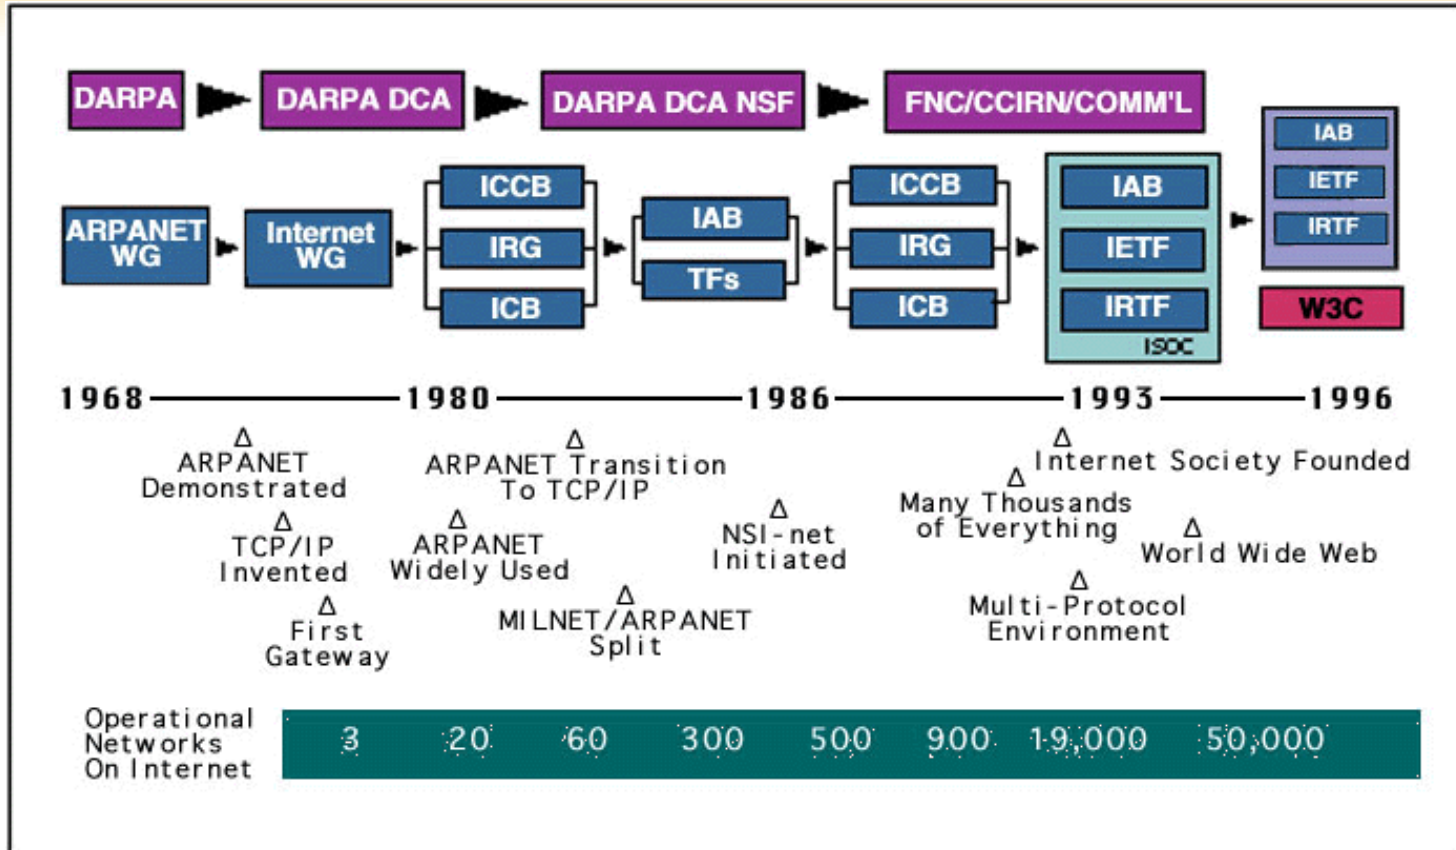 DARPA
DARPA DCA
DARPA DCA NSF
FNC/CCIRN/COMM'L
ARPANET
WG
Internet
WG
ICCB
IRG
ICB
IAB
TFs
ICCB
IRG
ICB
IAB
IETF
IRTF
ISOC
IAB
IETF
IRTF
W3C
1968
1980
1986
1993
1996
ARPANET
Demonstrated
TCP/IP
Invented
First
Gateway
ARPANET Transition
To TCP/IP
ARPANET
Widely Used
MILNET/ARPANET
Split
NSI-net
Initiated
Internet Society Founded
Many Thousands
of Everything
World Wide Web
Multi-Protocol
Environment
Operational
Networks
On Internet
3 20 60 300 500 900 19,000 50,000